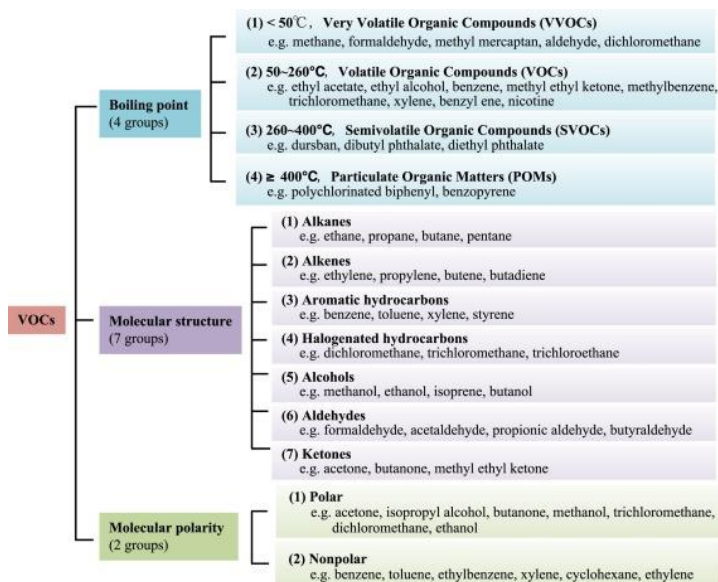 VOCs
Boiling point
(4 groups)
(1) < 50℃, Very Volatile Organic Compounds (VVOCs)
e.g. methane, formaldehyde, methyl mercaptan, aldehyde, dichloromethane
(2) 50~260℃, Volatile Organic Compounds (VOCs)
e.g. ethyl acetate, ethyl alcohol, benzene, methyl ethyl ketone, methylbenzene,
trichloromethane, xylene, benzyl ene, nicotine
(3) 260~400℃, Semivolatile Organic Compounds (SVOCs)
e.g. dursban, dibutyl phthalate, diethyl phthalate
(4) ≥ 400℃, Particulate Organic Matters (POMs)
e.g. polychlorinated biphenyl, benzopyrene
Molecular structure
(7 groups)
(1) Alkanes
e.g. ethane, propane, butane, pentane
(2) Alkenes
e.g. ethylene, propylene, butene, butadiene
(3) Aromatic hydrocarbons
e.g. benzene, toluene, xylene, styrene
(4) Halogenated hydrocarbons
e.g. dichloromethane, trichloromethane, trichloroethane
(5) Alcohols
e.g. methanol, ethanol, isoprene, butanol
(6) Aldehydes
e.g. formaldehyde, acetaldehyde, propionic aldehyde, butyraldehyde
(7) Ketones
e.g. acetone, butanone, methyl ethyl ketone
Molecular polarity
(2 groups)
(1) Polar
e.g. acetone, isopropyl alcohol, butanone, methanol, trichloromethane,
dichloromethane, ethanol
(2) Nonpolar
e.g. benzene, toluene, ethylbenzene, xylene, cyclohexane, ethylene